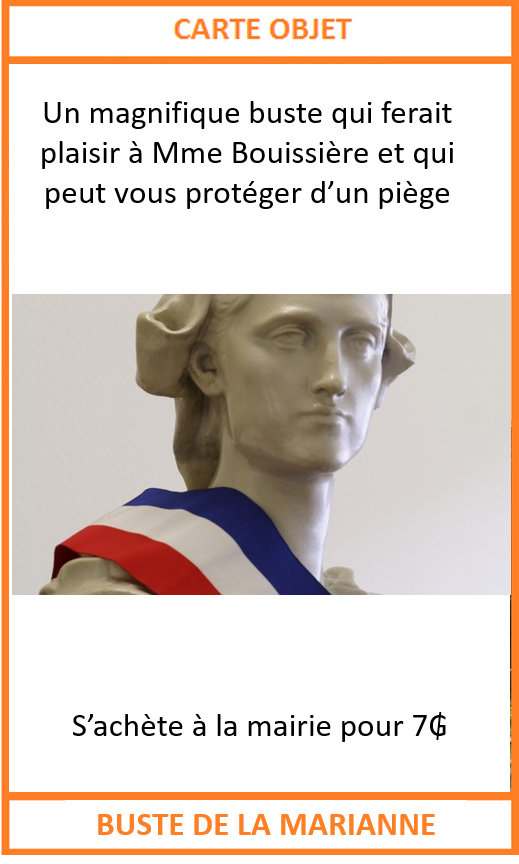 CARTE OBJET
Un magnifique buste qui ferait
plaisir à Mme Bouissière et qui
peut vous protéger d’un piège
S’achète à la mairie pour 7₲
BUSTE DE LA MARIANNE